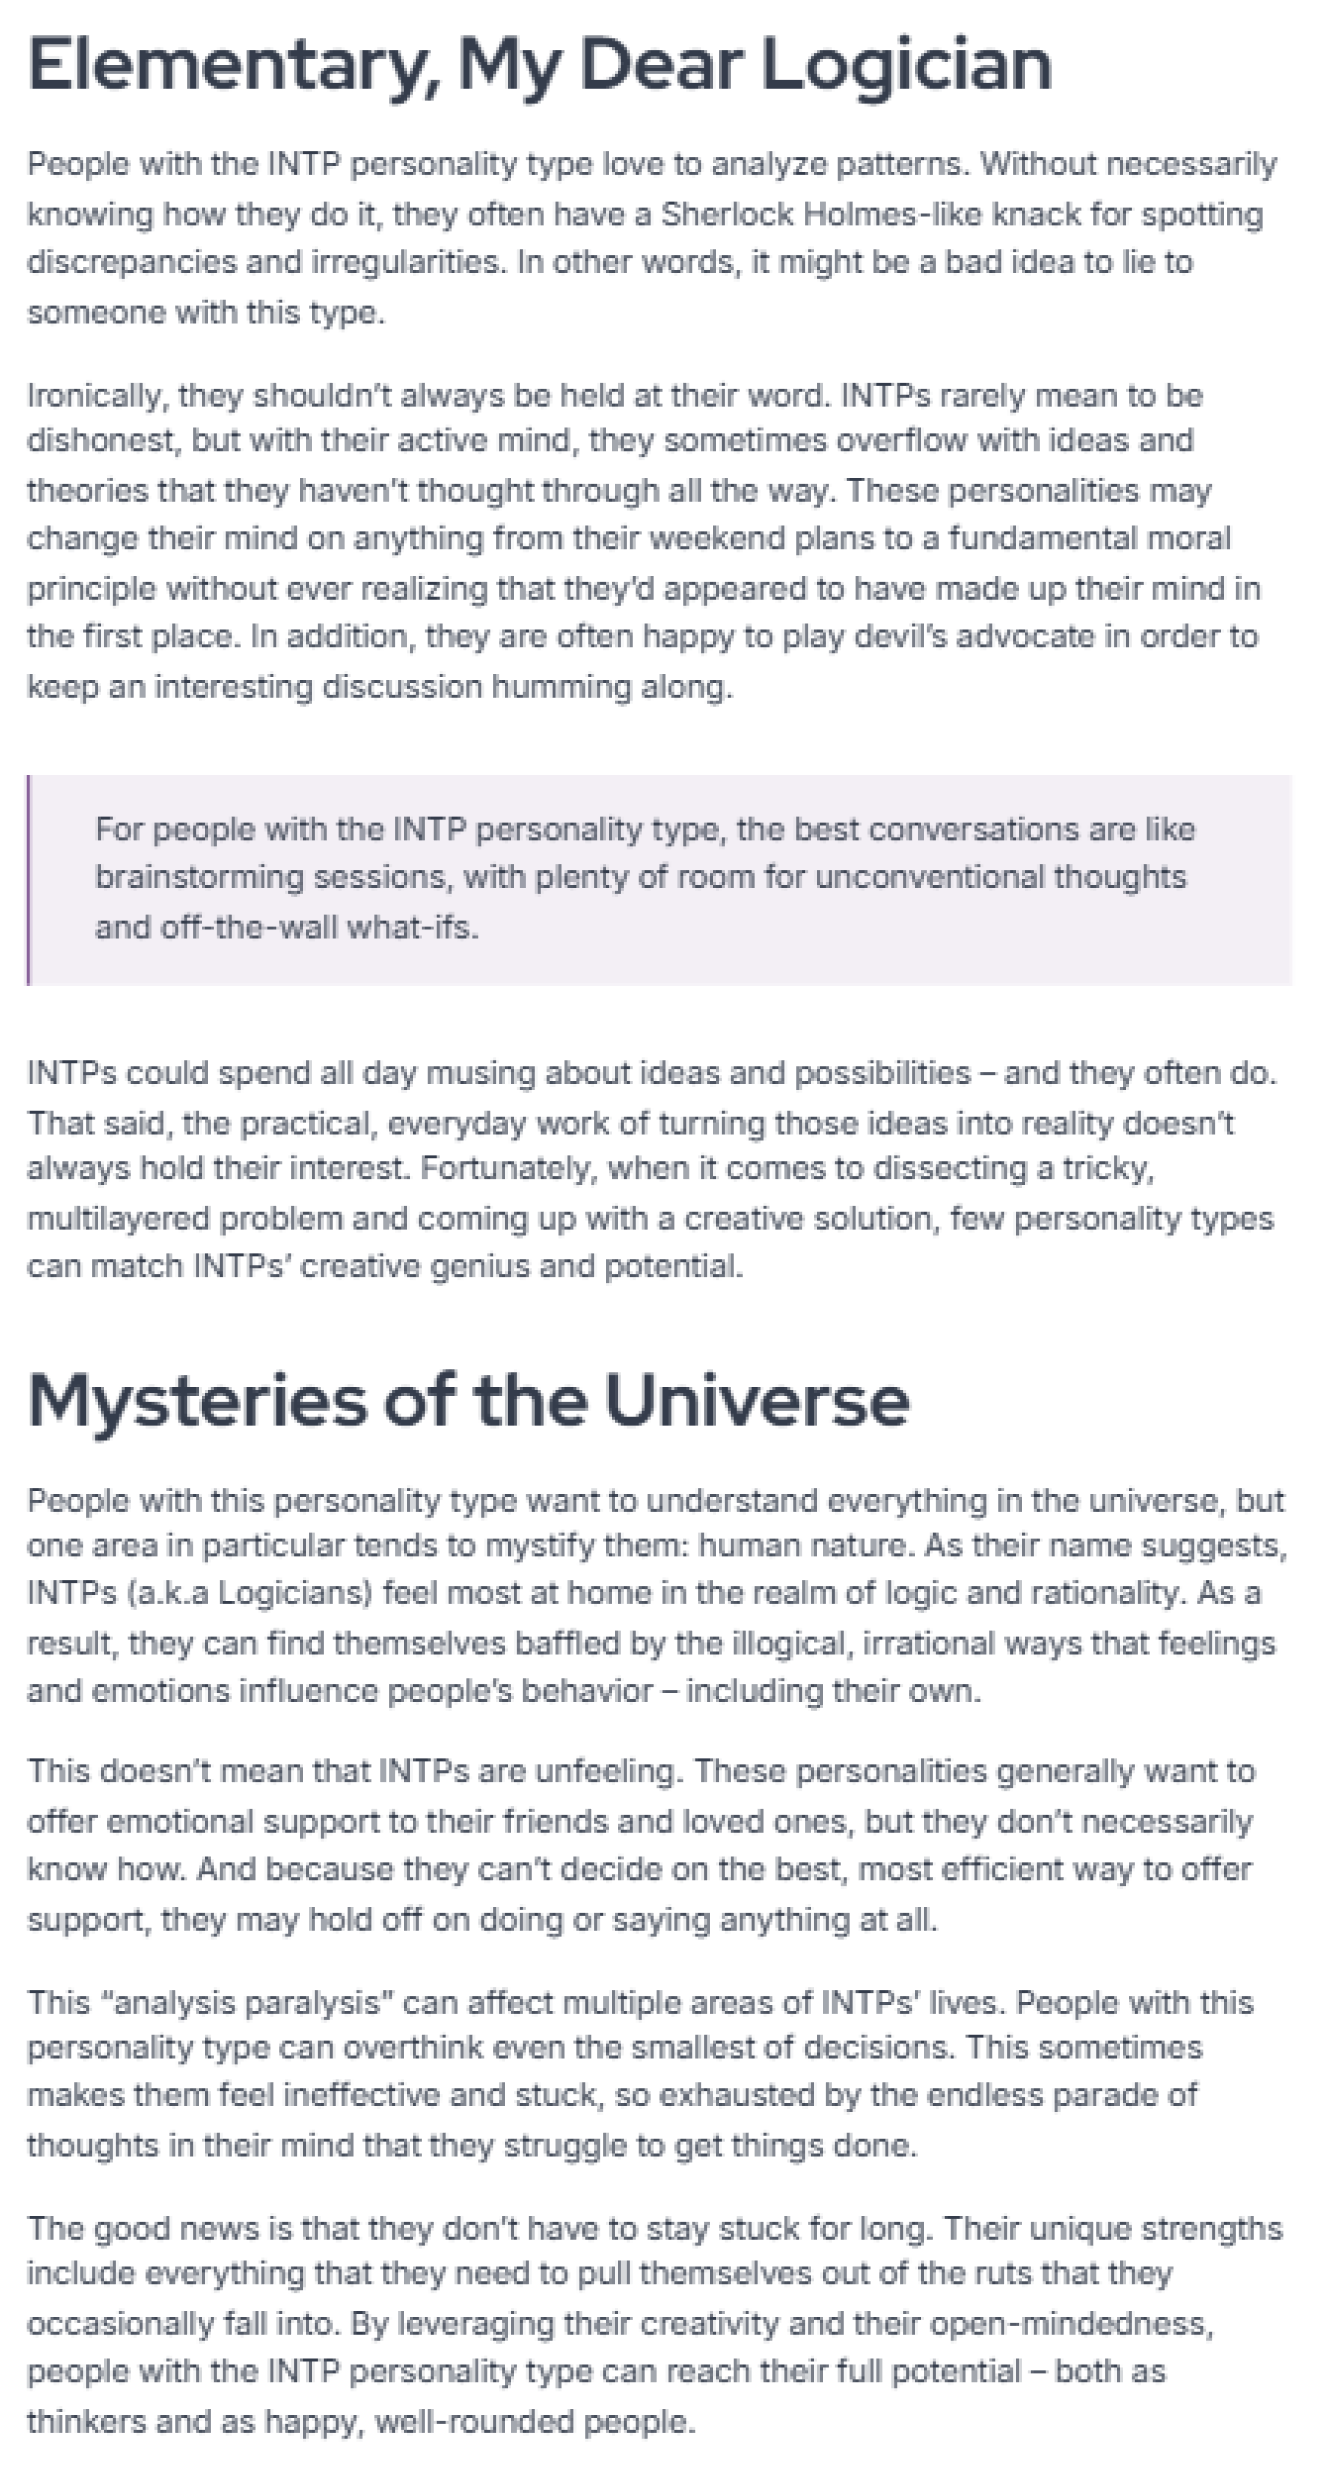 Elementary, My Dear Logician
People with the INTP personality type love to analyze patterns. Without necessarily
knowing how they do it, they often have a Sherlock Holmes-like knack for spotting
discrepancies and irregularities. In other words, it might be a bad idea to lie to
someone with this type.
Ironically, they shouldn’t always be held at their word. INTPs rarely mean to be
dishonest, but with their active mind, they sometimes overflow with ideas and
theories that they haven’t thought through all the way. These personalities may
change their mind on anything from their weekend plans to a fundamental moral
principle without ever realizing that they’d appeared to have made up their mind in
the first place. In addition, they are often happy to play devil’s advocate in order to
keep an interesting discussion humming along.
For people with the INTP personality type, the best conversations are like
brainstorming sessions, with plenty of room for unconventional thoughts
and off-the-wall what-ifs.
INTPs could spend all day musing about ideas and possibilities – and they often do.
That said, the practical, everyday work of turning those ideas into reality doesn’t
always hold their interest. Fortunately, when it comes to dissecting a tricky,
multilayered problem and coming up with a creative solution, few personality types
can match INTPs’ creative genius and potential.
Mysteries of the Universe
People with this personality type want to understand everything in the universe, but
one area in particular tends to mystify them: human nature. As their name suggests,
INTPs (a.k.a Logicians) feel most at home in the realm of logic and rationality. As a
result, they can find themselves baffled by the illogical, irrational ways that feelings
and emotions influence people’s behavior – including their own.
This doesn’t mean that INTPs are unfeeling. These personalities generally want to
offer emotional support to their friends and loved ones, but they don’t necessarily
know how. And because they can’t decide on the best, most efficient way to offer
support, they may hold off on doing or saying anything at all.
This “analysis paralysis” can affect multiple areas of INTPs’ lives. People with this
personality type can overthink even the smallest of decisions. This sometimes
makes them feel ineffective and stuck, so exhausted by the endless parade of
thoughts in their mind that they struggle to get things done.
The good news is that they don’t have to stay stuck for long. Their unique strengths
include everything that they need to pull themselves out of the ruts that they
occasionally fall into. By leveraging their creativity and their open-mindedness,
people with the INTP personality type can reach their full potential – both as
thinkers and as happy, well-rounded people.